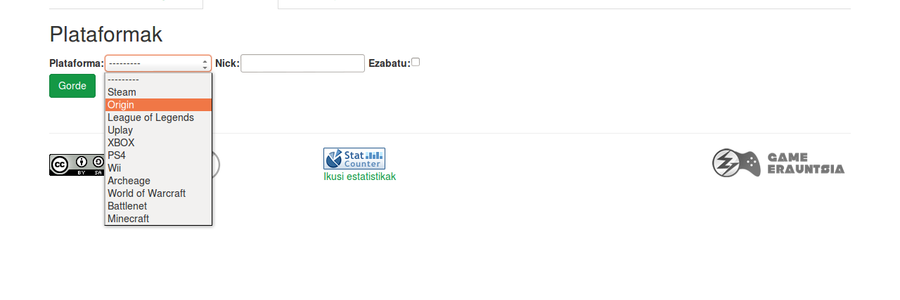 Plataformak
Plataforma: --------- Nick: Ezabatu:
Gorde
---------
Steam
Origin
League of Legends
Uplay
XBOX
PS4
Wii
Archeage
World of Warcraft
Battlenet
Minecraft
cc
BY SA
Stat
Counter
Ikusi estatistikak
GAME
ERAUNTSIA